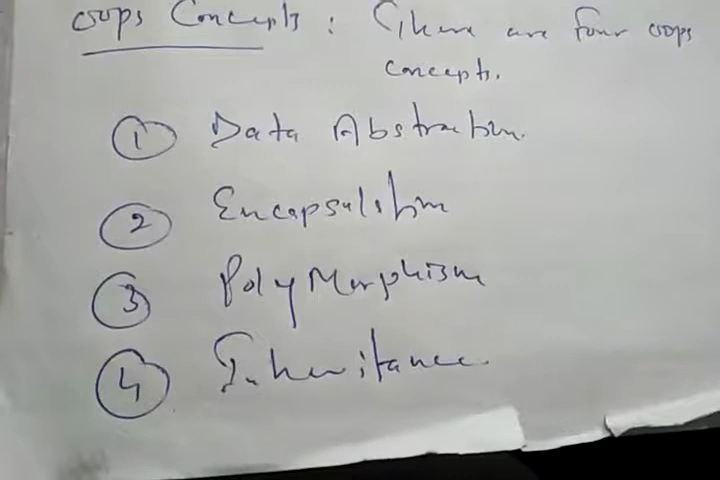 oops Concepts : There are four oops
concepts.
① Data Abstraction.
② Encapsulation
③ PolyMorphism
④ Inheritance.